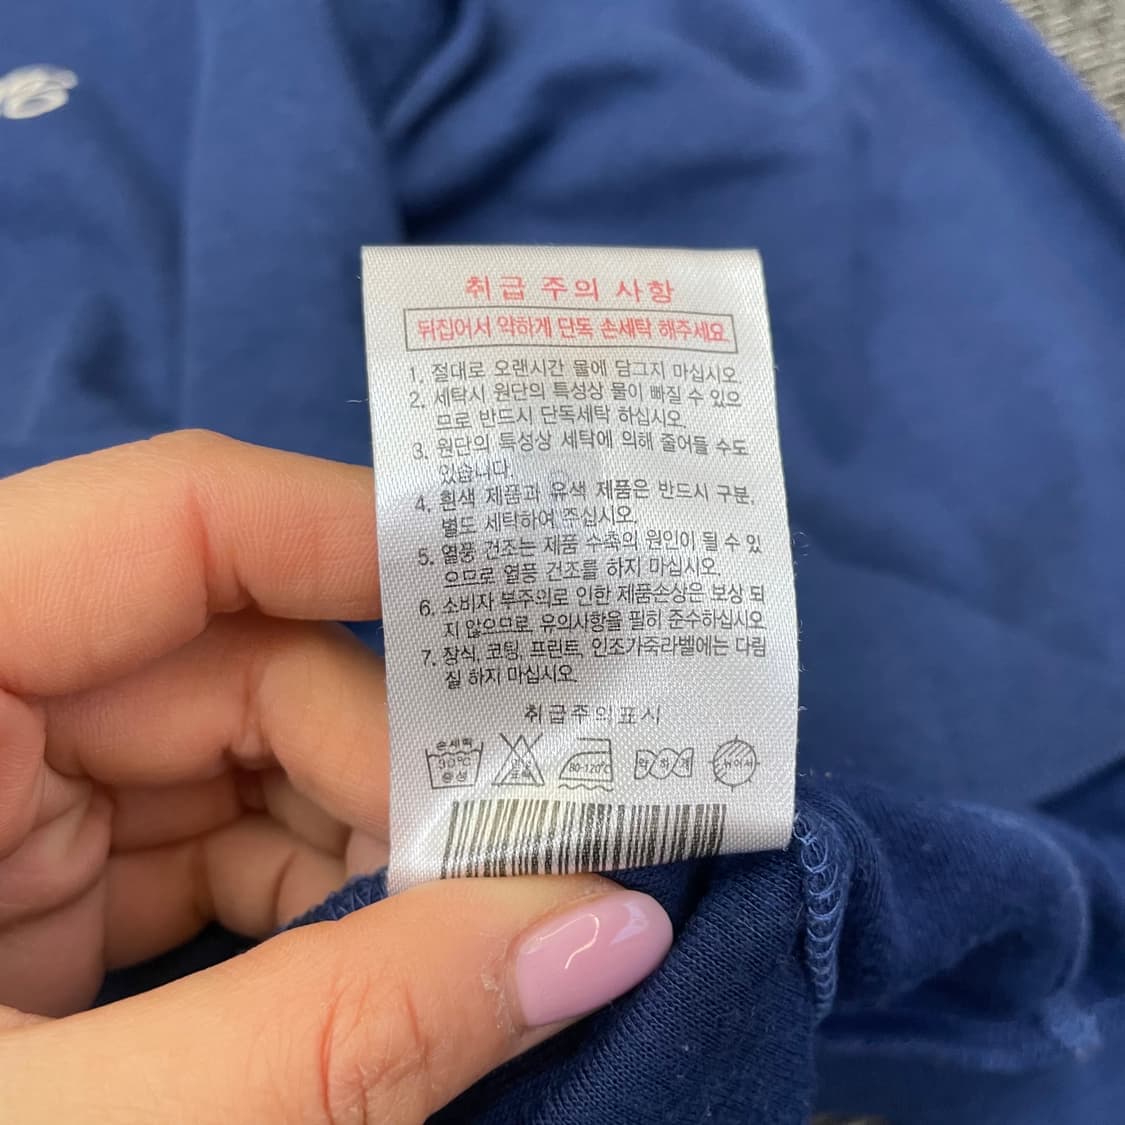 취급 주의 사항
뒤집어서 약하게 단독 손세탁 해주세요
1. 절대로 오랜시간 물에 담그지 마십시오.
2. 세탁시 원단의 특성상 물이 빠질 수 있으
므로 반드시 단독세탁 하십시오.
3. 원단의 특성상 세탁에 의해 줄어들 수도
있습니다.
4. 흰색 제품과 유색 제품은 반드시 구분,
별도 세탁하여 주십시오.
5. 열풍 건조는 제품 수축의 원인이 될 수 있
으므로 열풍 건조를 하지 마십시오.
6. 소비자 부주의로 인한 제품손상은 보상 되
지 않으므로 유의사항을 필히 준수하십시오
7. 장식, 코팅, 프린트, 인조가죽라벨에는 다림
질 하지 마십시오.
취급주의표시
손세탁
30℃
중성
80-120℃
약하게